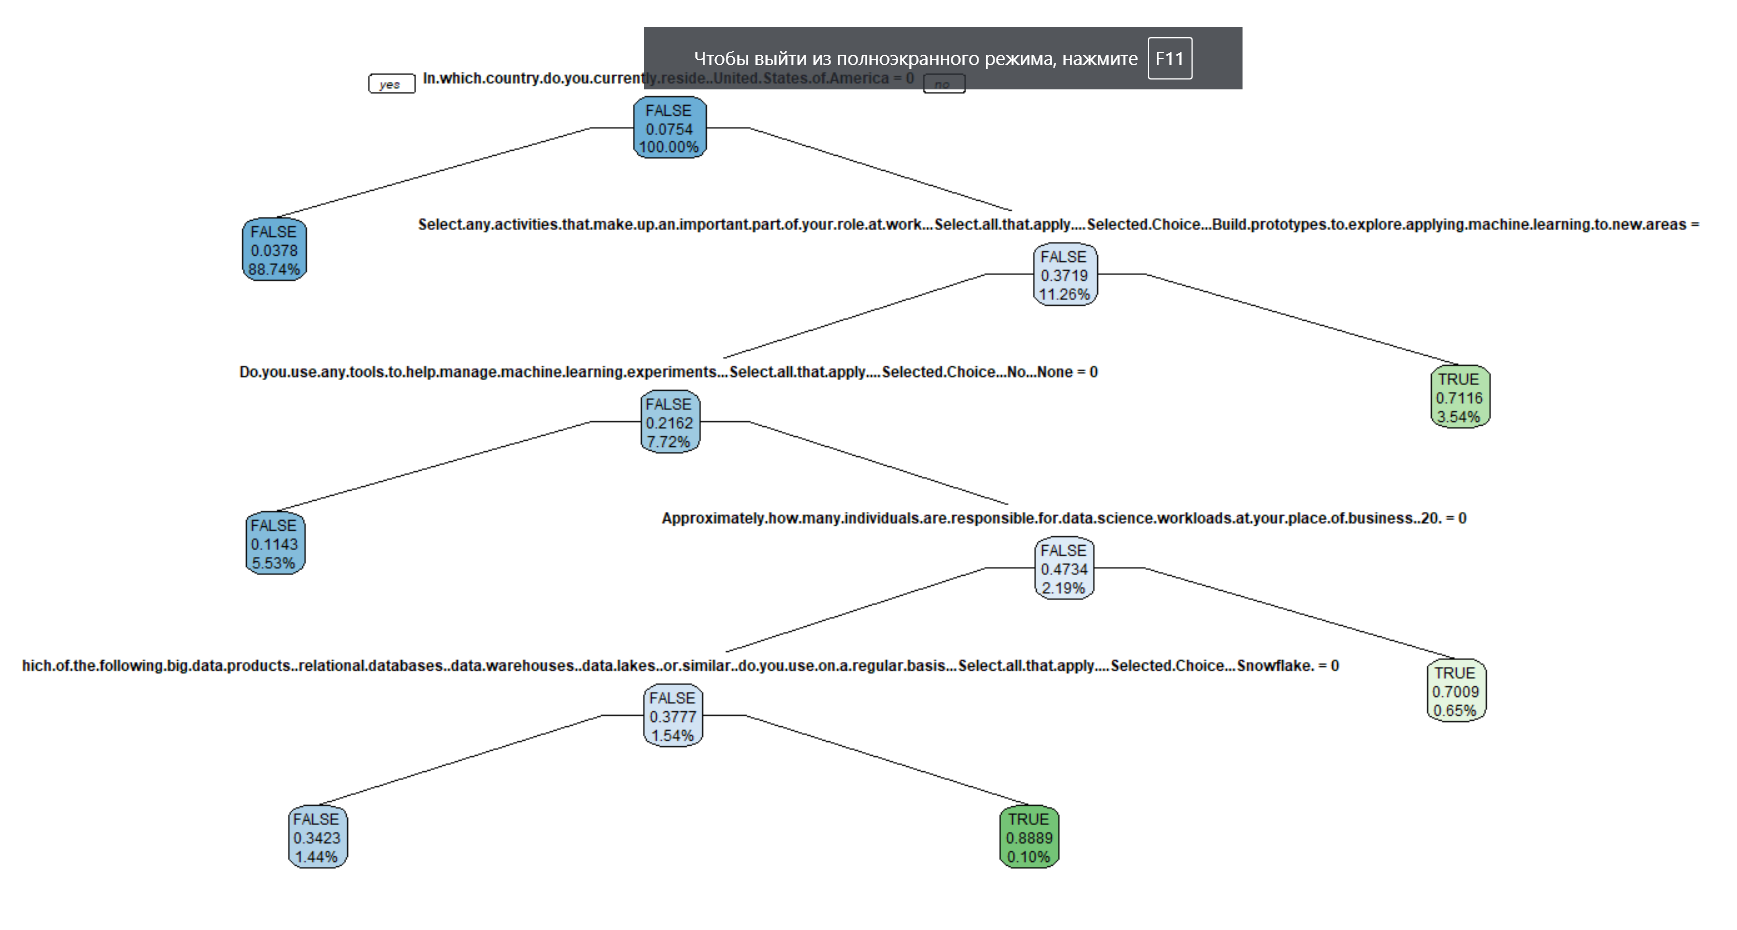 Чтобы выйти из полноэкранного режима, нажмите F11
yes In.which.country.do.you.currently.reside..United.States.of.America = 0 no
FALSE
0.0754
100.00%
FALSE
0.0378
88.74%
Select.any.activities.that.make.up.an.important.part.of.your.role.at.work...Select.all.that.apply....Selected.Choice...Build.prototypes.to.explore.applying.machine.learning.to.new.areas =
FALSE
0.3719
11.26%
Do.you.use.any.tools.to.help.manage.machine.learning.experiments...Select.all.that.apply....Selected.Choice...No...None = 0
FALSE
0.2162
7.72%
TRUE
0.7116
3.54%
FALSE
0.1143
5.53%
Approximately.how.many.individuals.are.responsible.for.data.science.workloads.at.your.place.of.business..20. = 0
FALSE
0.4734
2.19%
hich.of.the.following.big.data.products..relational.databases..data.warehouses..data.lakes..or.similar..do.you.use.on.a.regular.basis...Select.all.that.apply....Selected.Choice...Snowflake. = 0
FALSE
0.3777
1.54%
TRUE
0.7009
0.65%
FALSE
0.3423
1.44%
TRUE
0.8889
0.10%